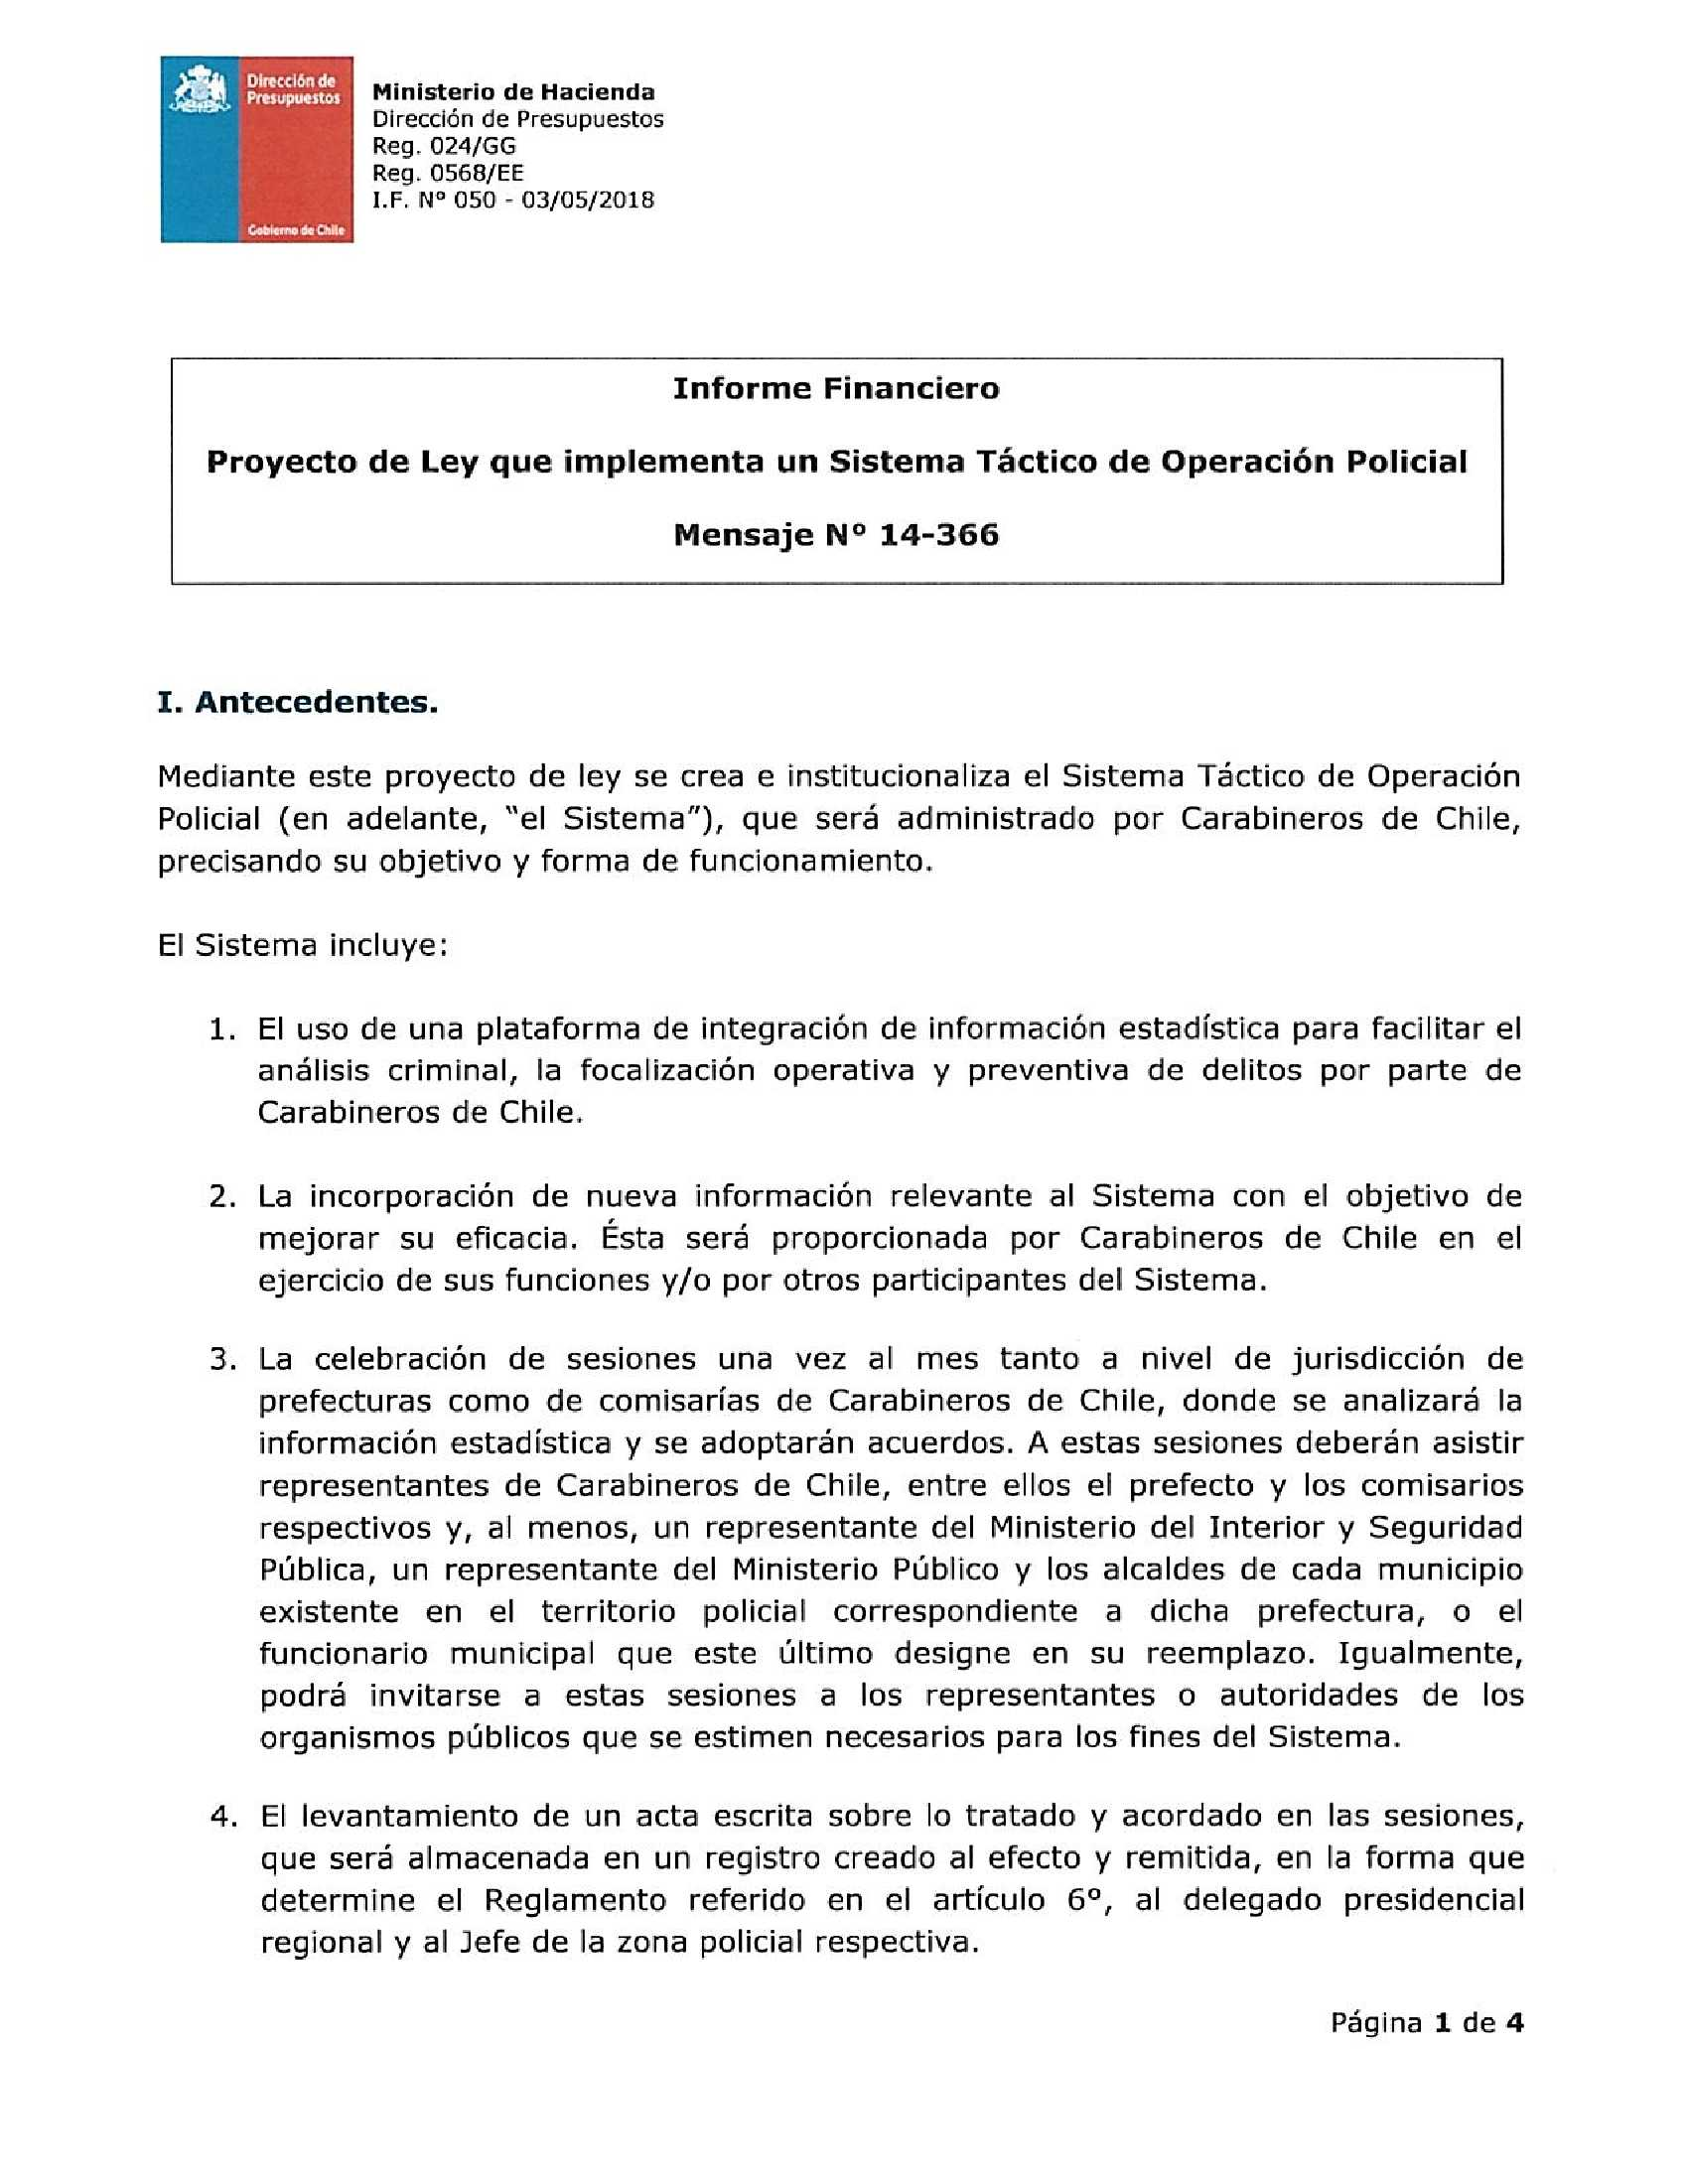 Dirección de
Presupuestos
Gobierno de Chile
Ministerio de Hacienda
Dirección de Presupuestos
Reg. 024/GG
Reg. 0568/EE
I.F. Nº 050 - 03/05/2018
Informe Financiero
Proyecto de Ley que implementa un Sistema Táctico de Operación Policial
Mensaje Nº 14-366
I. Antecedentes.
Mediante este proyecto de ley se crea e institucionaliza el Sistema Táctico de Operación
Policial (en adelante, "el Sistema"), que será administrado por Carabineros de Chile,
precisando su objetivo y forma de funcionamiento.
El Sistema incluye:
1. El uso de una plataforma de integración de información estadística para facilitar el
análisis criminal, la focalización operativa y preventiva de delitos por parte de
Carabineros de Chile.
2. La incorporación de nueva información relevante al Sistema con el objetivo de
mejorar su eficacia. Ésta será proporcionada por Carabineros de Chile en el
ejercicio de sus funciones y/o por otros participantes del Sistema.
3. La celebración de sesiones una vez al mes tanto a nivel de jurisdicción de
prefecturas como de comisarías de Carabineros de Chile, donde se analizará la
información estadística y se adoptarán acuerdos. A estas sesiones deberán asistir
representantes de Carabineros de Chile, entre ellos el prefecto y los comisarios
respectivos y, al menos, un representante del Ministerio del Interior y Seguridad
Pública, un representante del Ministerio Público y los alcaldes de cada municipio
existente en el territorio policial correspondiente a dicha prefectura, o el
funcionario municipal que este último designe en su reemplazo. Igualmente,
podrá invitarse a estas sesiones a los representantes o autoridades de los
organismos públicos que se estimen necesarios para los fines del Sistema.
4. El levantamiento de un acta escrita sobre lo tratado y acordado en las sesiones,
que será almacenada en un registro creado al efecto y remitida, en la forma que
determine el Reglamento referido en el artículo 6º, al delegado presidencial
regional y al Jefe de la zona policial respectiva.
Página 1 de 4